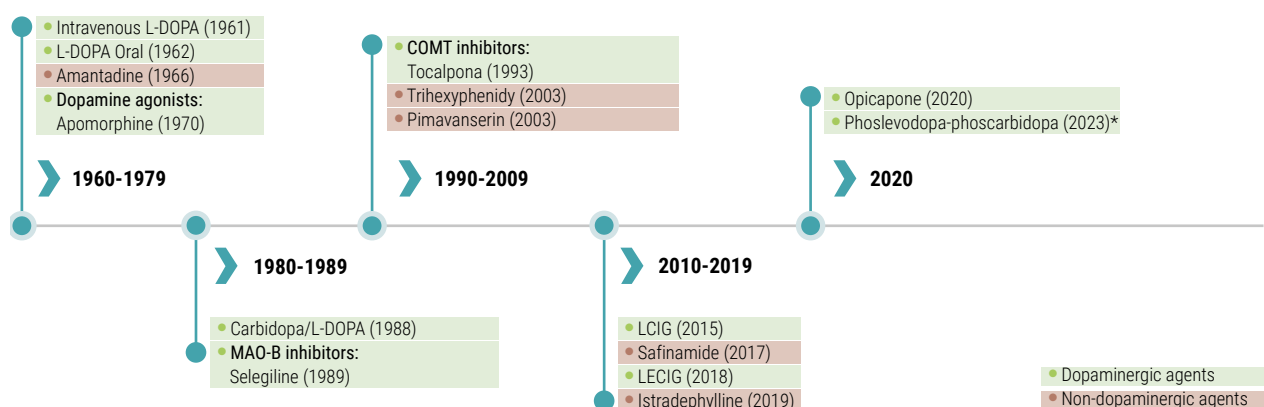 Intravenous L-DOPA (1961)
L-DOPA Oral (1962)
Amantadine (1966)
Dopamine agonists:
Apomorphine (1970)
1960-1979
COMT inhibitors:
Tocalpona (1993)
Trihexyphenidy (2003)
Pimavanserin (2003)
1990-2009
Opicapone (2020)
Phoslevodopa-phoscarbidopa (2023)*
2020
1980-1989
Carbidopa/L-DOPA (1988)
MAO-B inhibitors:
Selegiline (1989)
2010-2019
LCIG (2015)
Safinamide (2017)
LECIG (2018)
Istradephylline (2019)
Dopaminergic agents
Non-dopaminergic agents